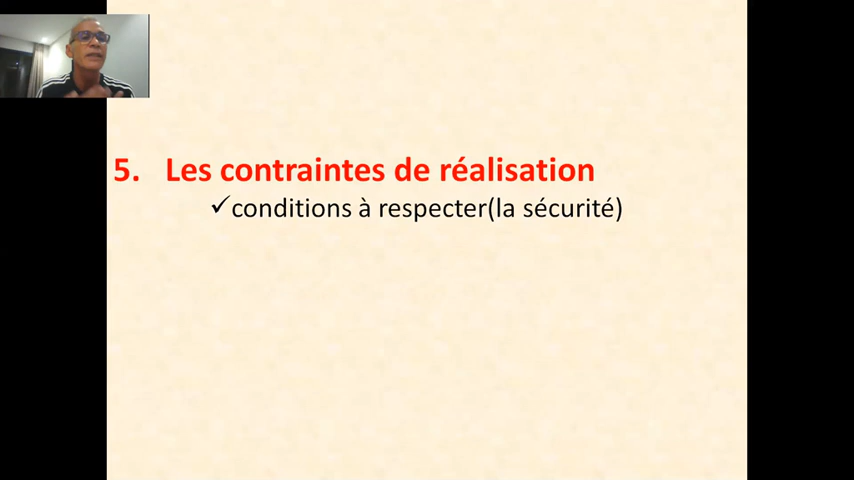 5. Les contraintes de réalisation
✓conditions à respecter(la sécurité)